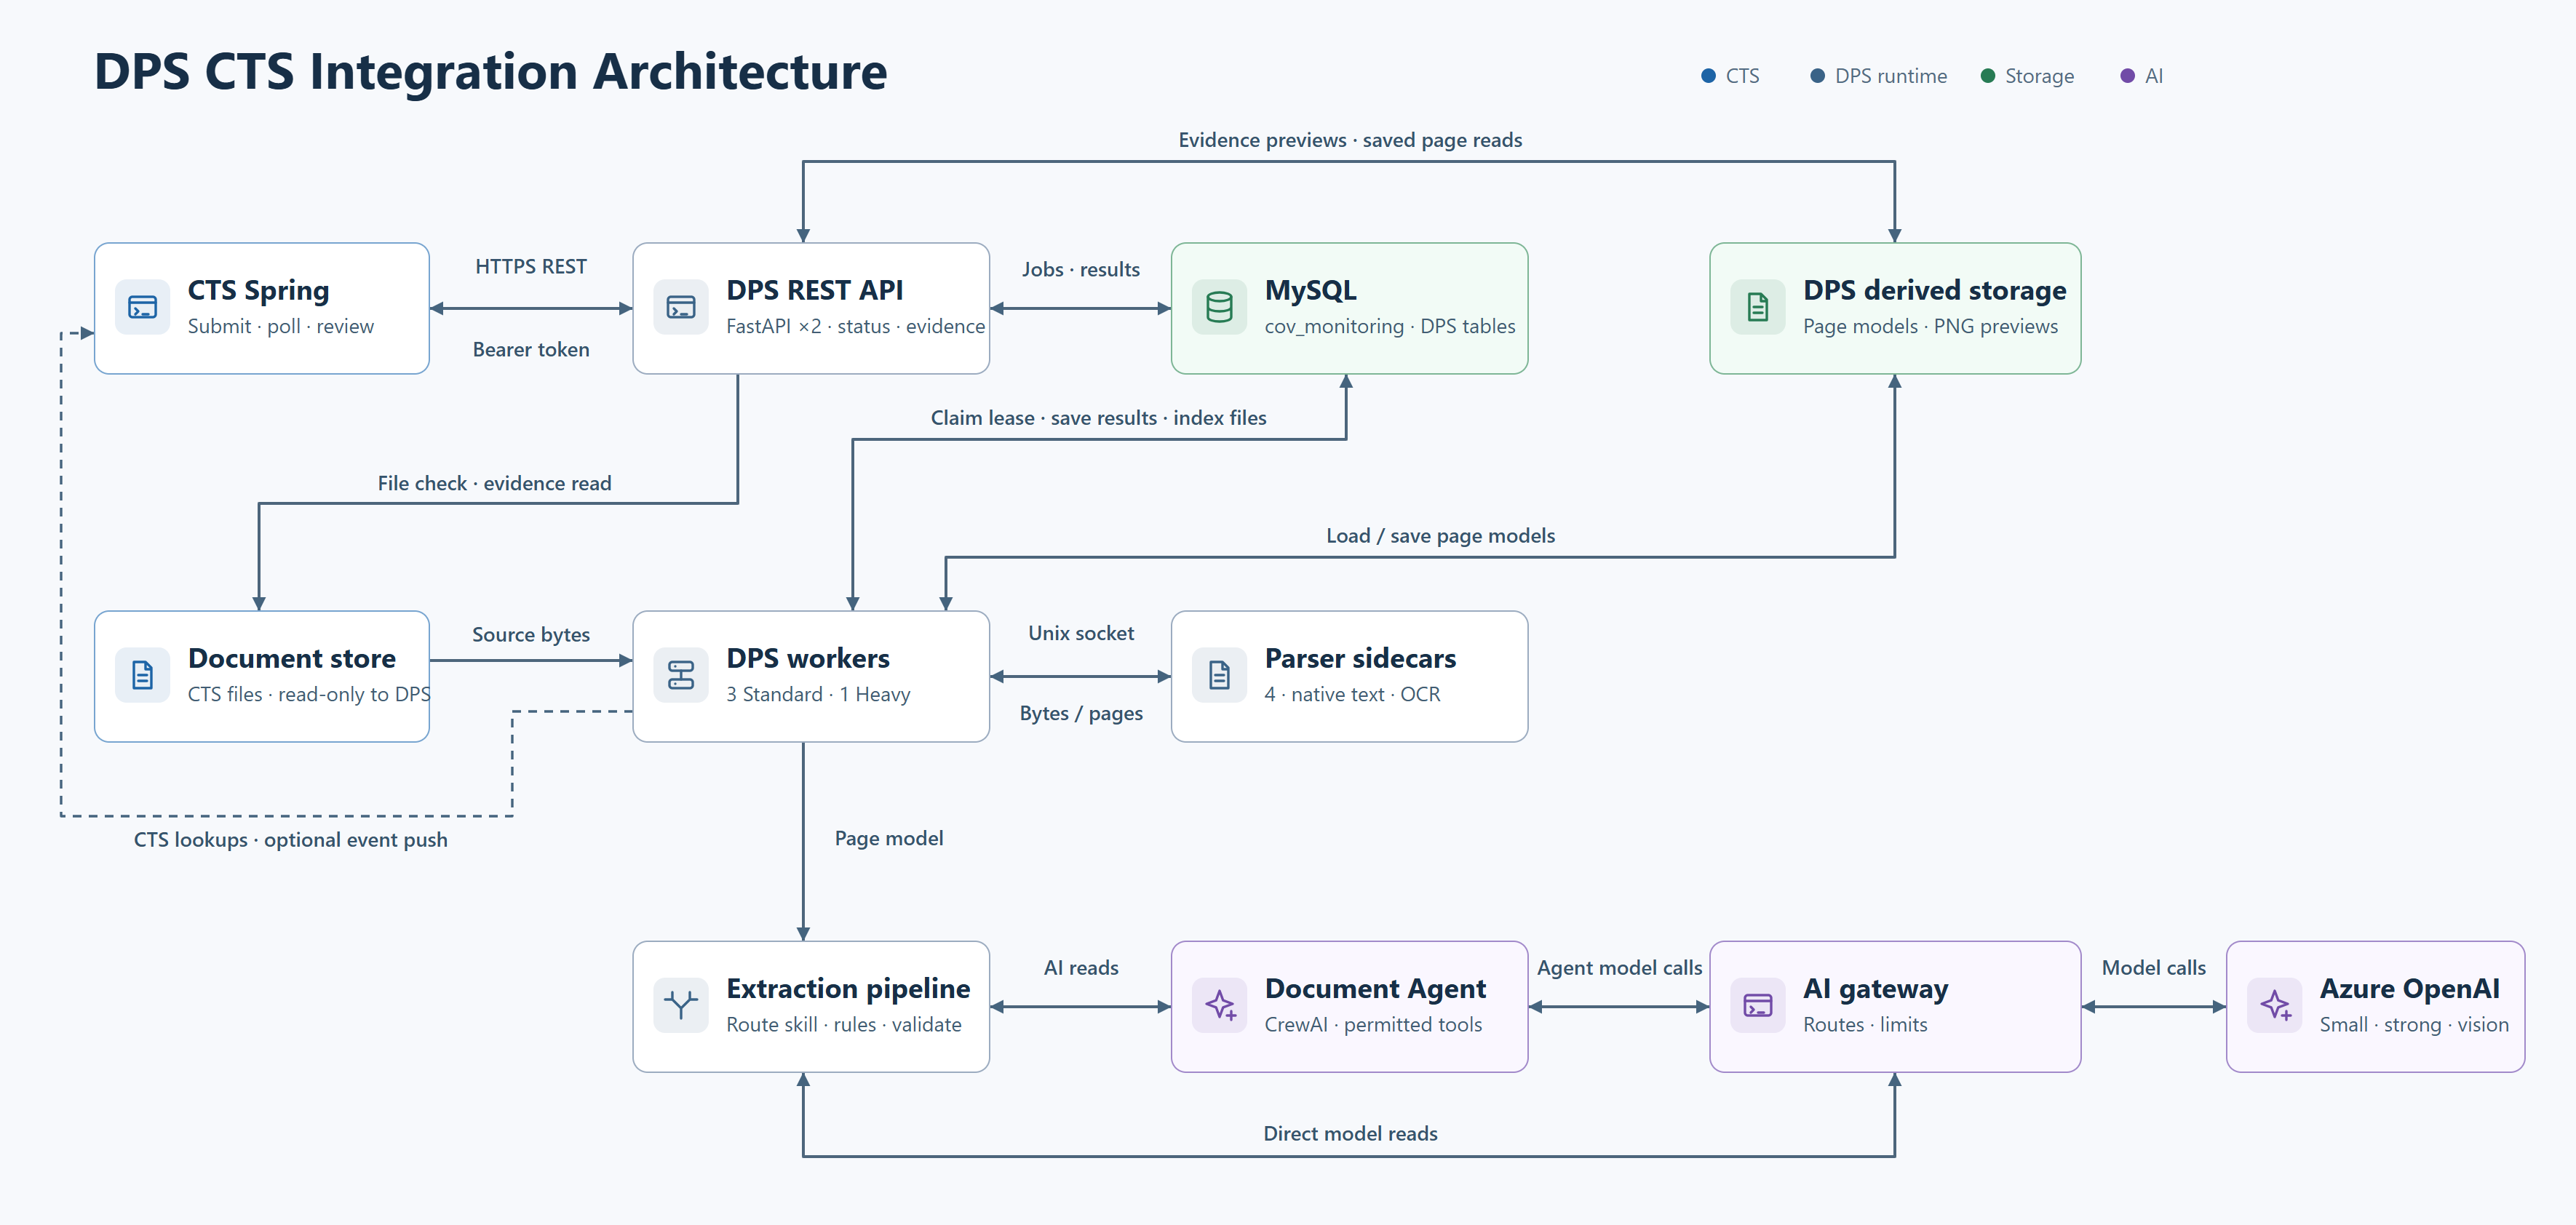 DPS CTS Integration Architecture
CTS
DPS runtime
Storage
AI
Evidence previews · saved page reads
CTS Spring
Submit · poll · review
HTTPS REST
Bearer token
DPS REST API
FastAPI ×2 · status · evidence
Jobs · results
MySQL
cov_monitoring · DPS tables
DPS derived storage
Page models · PNG previews
Claim lease · save results · index files
File check · evidence read
Load / save page models
Document store
CTS files · read-only to DPS
Source bytes
DPS workers
3 Standard · 1 Heavy
Unix socket
Bytes / pages
Parser sidecars
4 · native text · OCR
CTS lookups · optional event push
Page model
Extraction pipeline
Route skill · rules · validate
AI reads
Document Agent
CrewAI · permitted tools
Agent model calls
AI gateway
Routes · limits
Model calls
Azure OpenAI
Small · strong · vision
Direct model reads